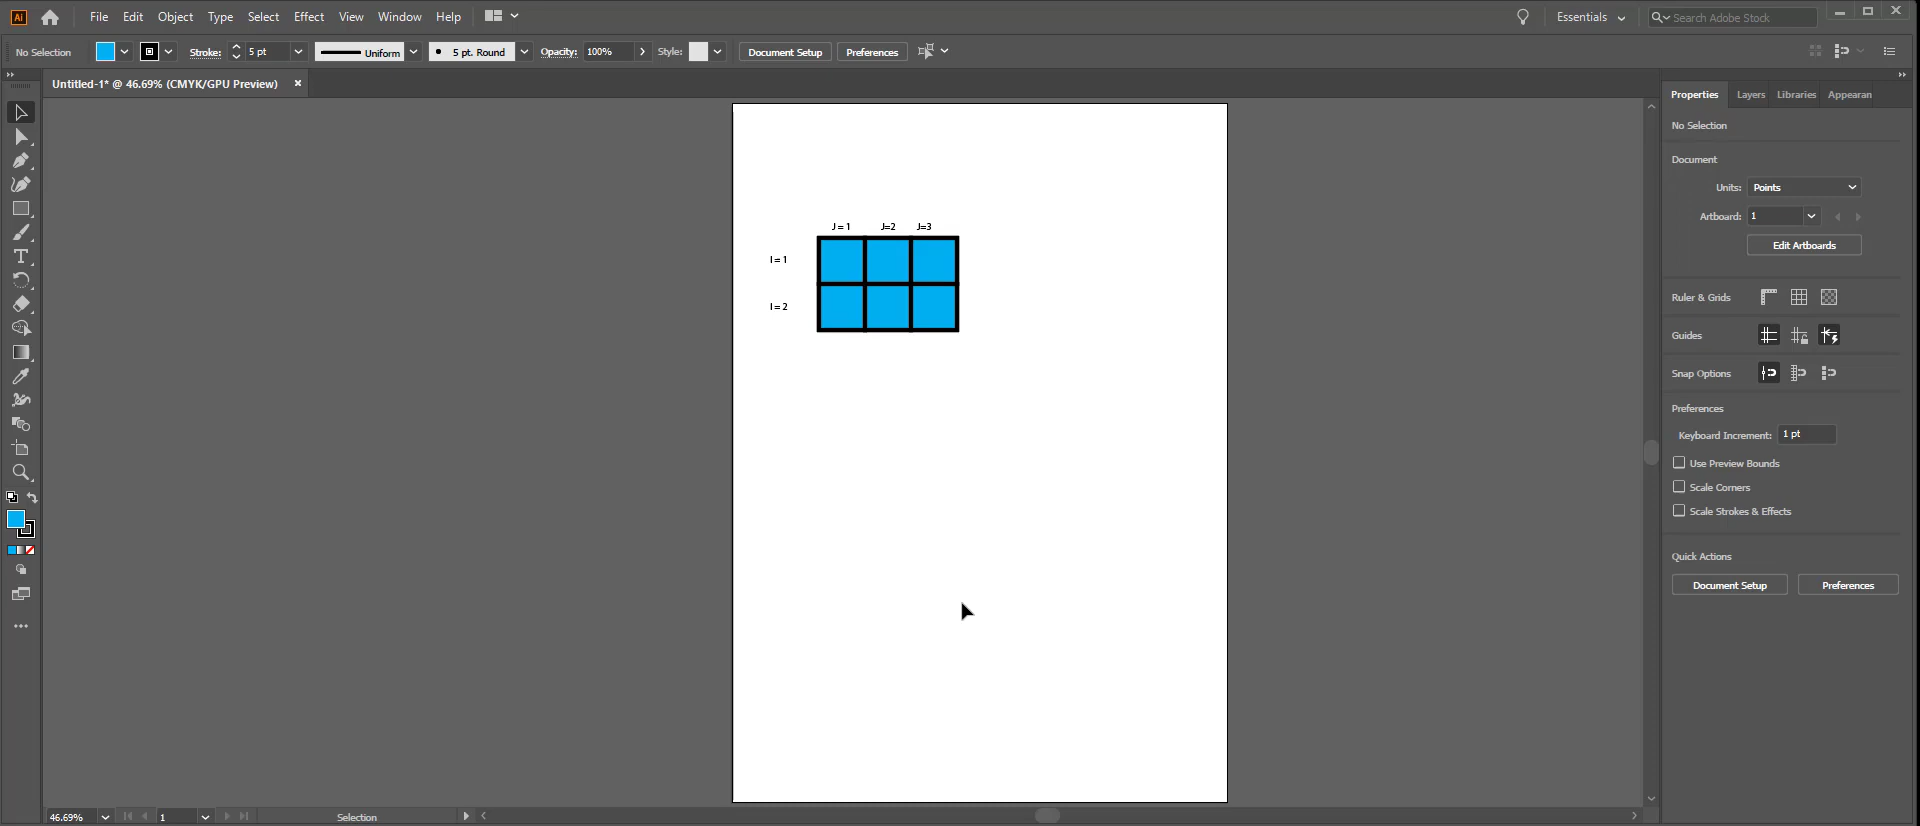 Ai File Edit Object Type Select Effect View Window Help Essentials Search Adobe Stock
No Selection Stroke: 5 pt Uniform 5 pt. Round Opacity: 100% Style: Document Setup Preferences
Untitled-1* @ 46.69% (CMYK/GPU Preview)
Properties Layers Libraries Appearan
No Selection
Document
Units: Points
Artboard: 1
Edit Artboards
Ruler & Grids
Guides
Snap Options
Preferences
Keyboard Increment: 1 pt
Use Preview Bounds
Scale Corners
Scale Strokes & Effects
Quick Actions
Document Setup Preferences
J = 1 J=2 J=3
I = 1
I = 2
46.69% 1 Selection